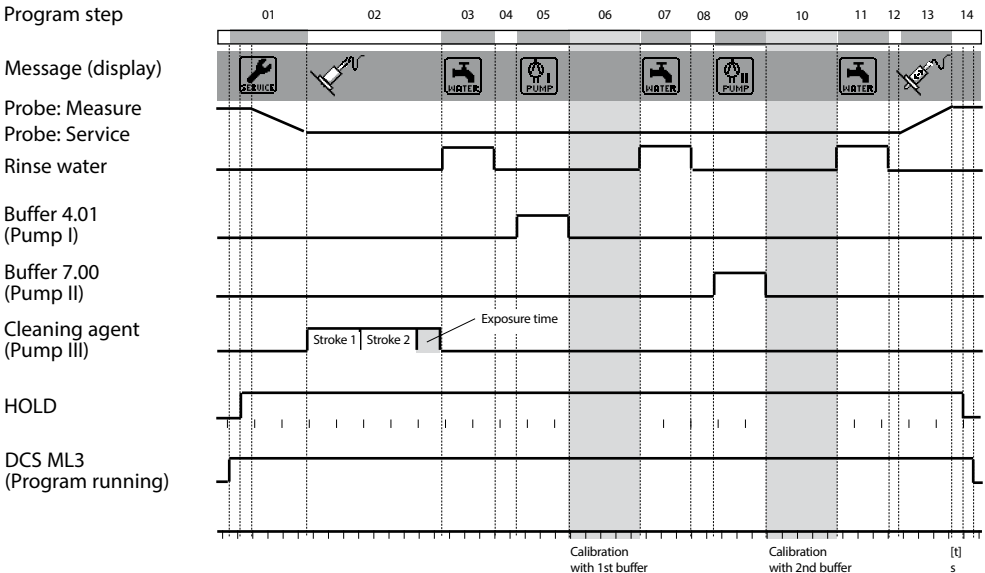 Program step 01 02 03 04 05 06 07 08 09 10 11 12 13 14
Message (display) SERVICE WATER I PUMP WATER II PUMP WATER
Probe: Measure
Probe: Service
Rinse water
Buffer 4.01
(Pump I)
Buffer 7.00
(Pump II)
Cleaning agent
(Pump III)
Exposure time
Stroke 1 Stroke 2
HOLD
DCS ML3
(Program running)
Calibration
with 1st buffer
Calibration
with 2nd buffer
[t]
s